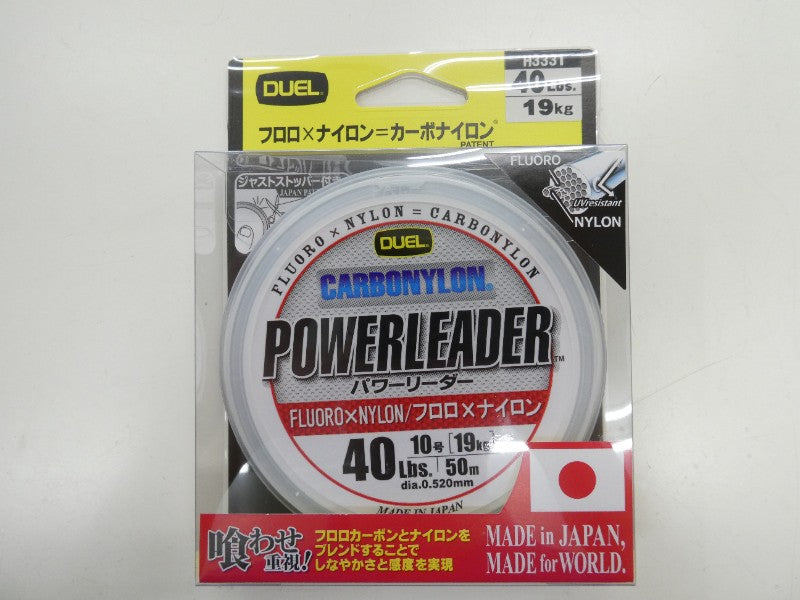 DUEL®
H3331
40Lbs.
19kg
フロロ×ナイロン=カーボナイロン®
PATENT
ジャストストッパー付き
JAPAN PAT
FLUORO
UVresistant
NYLON
FLUORO × NYLON = CARBONYLON
DUEL®
CARBONYLON®
POWERLEADER™
パワーリーダー
FLUORO×NYLON/フロロ×ナイロン
40Lbs. 10号[19kg]
50m
dia.0.520mm
MADE IN JAPAN
喰わせ重視!
フロロカーボンとナイロンを
ブレンドすることで
しなやかさと感度を実現
MADE in JAPAN,
MADE for WORLD.